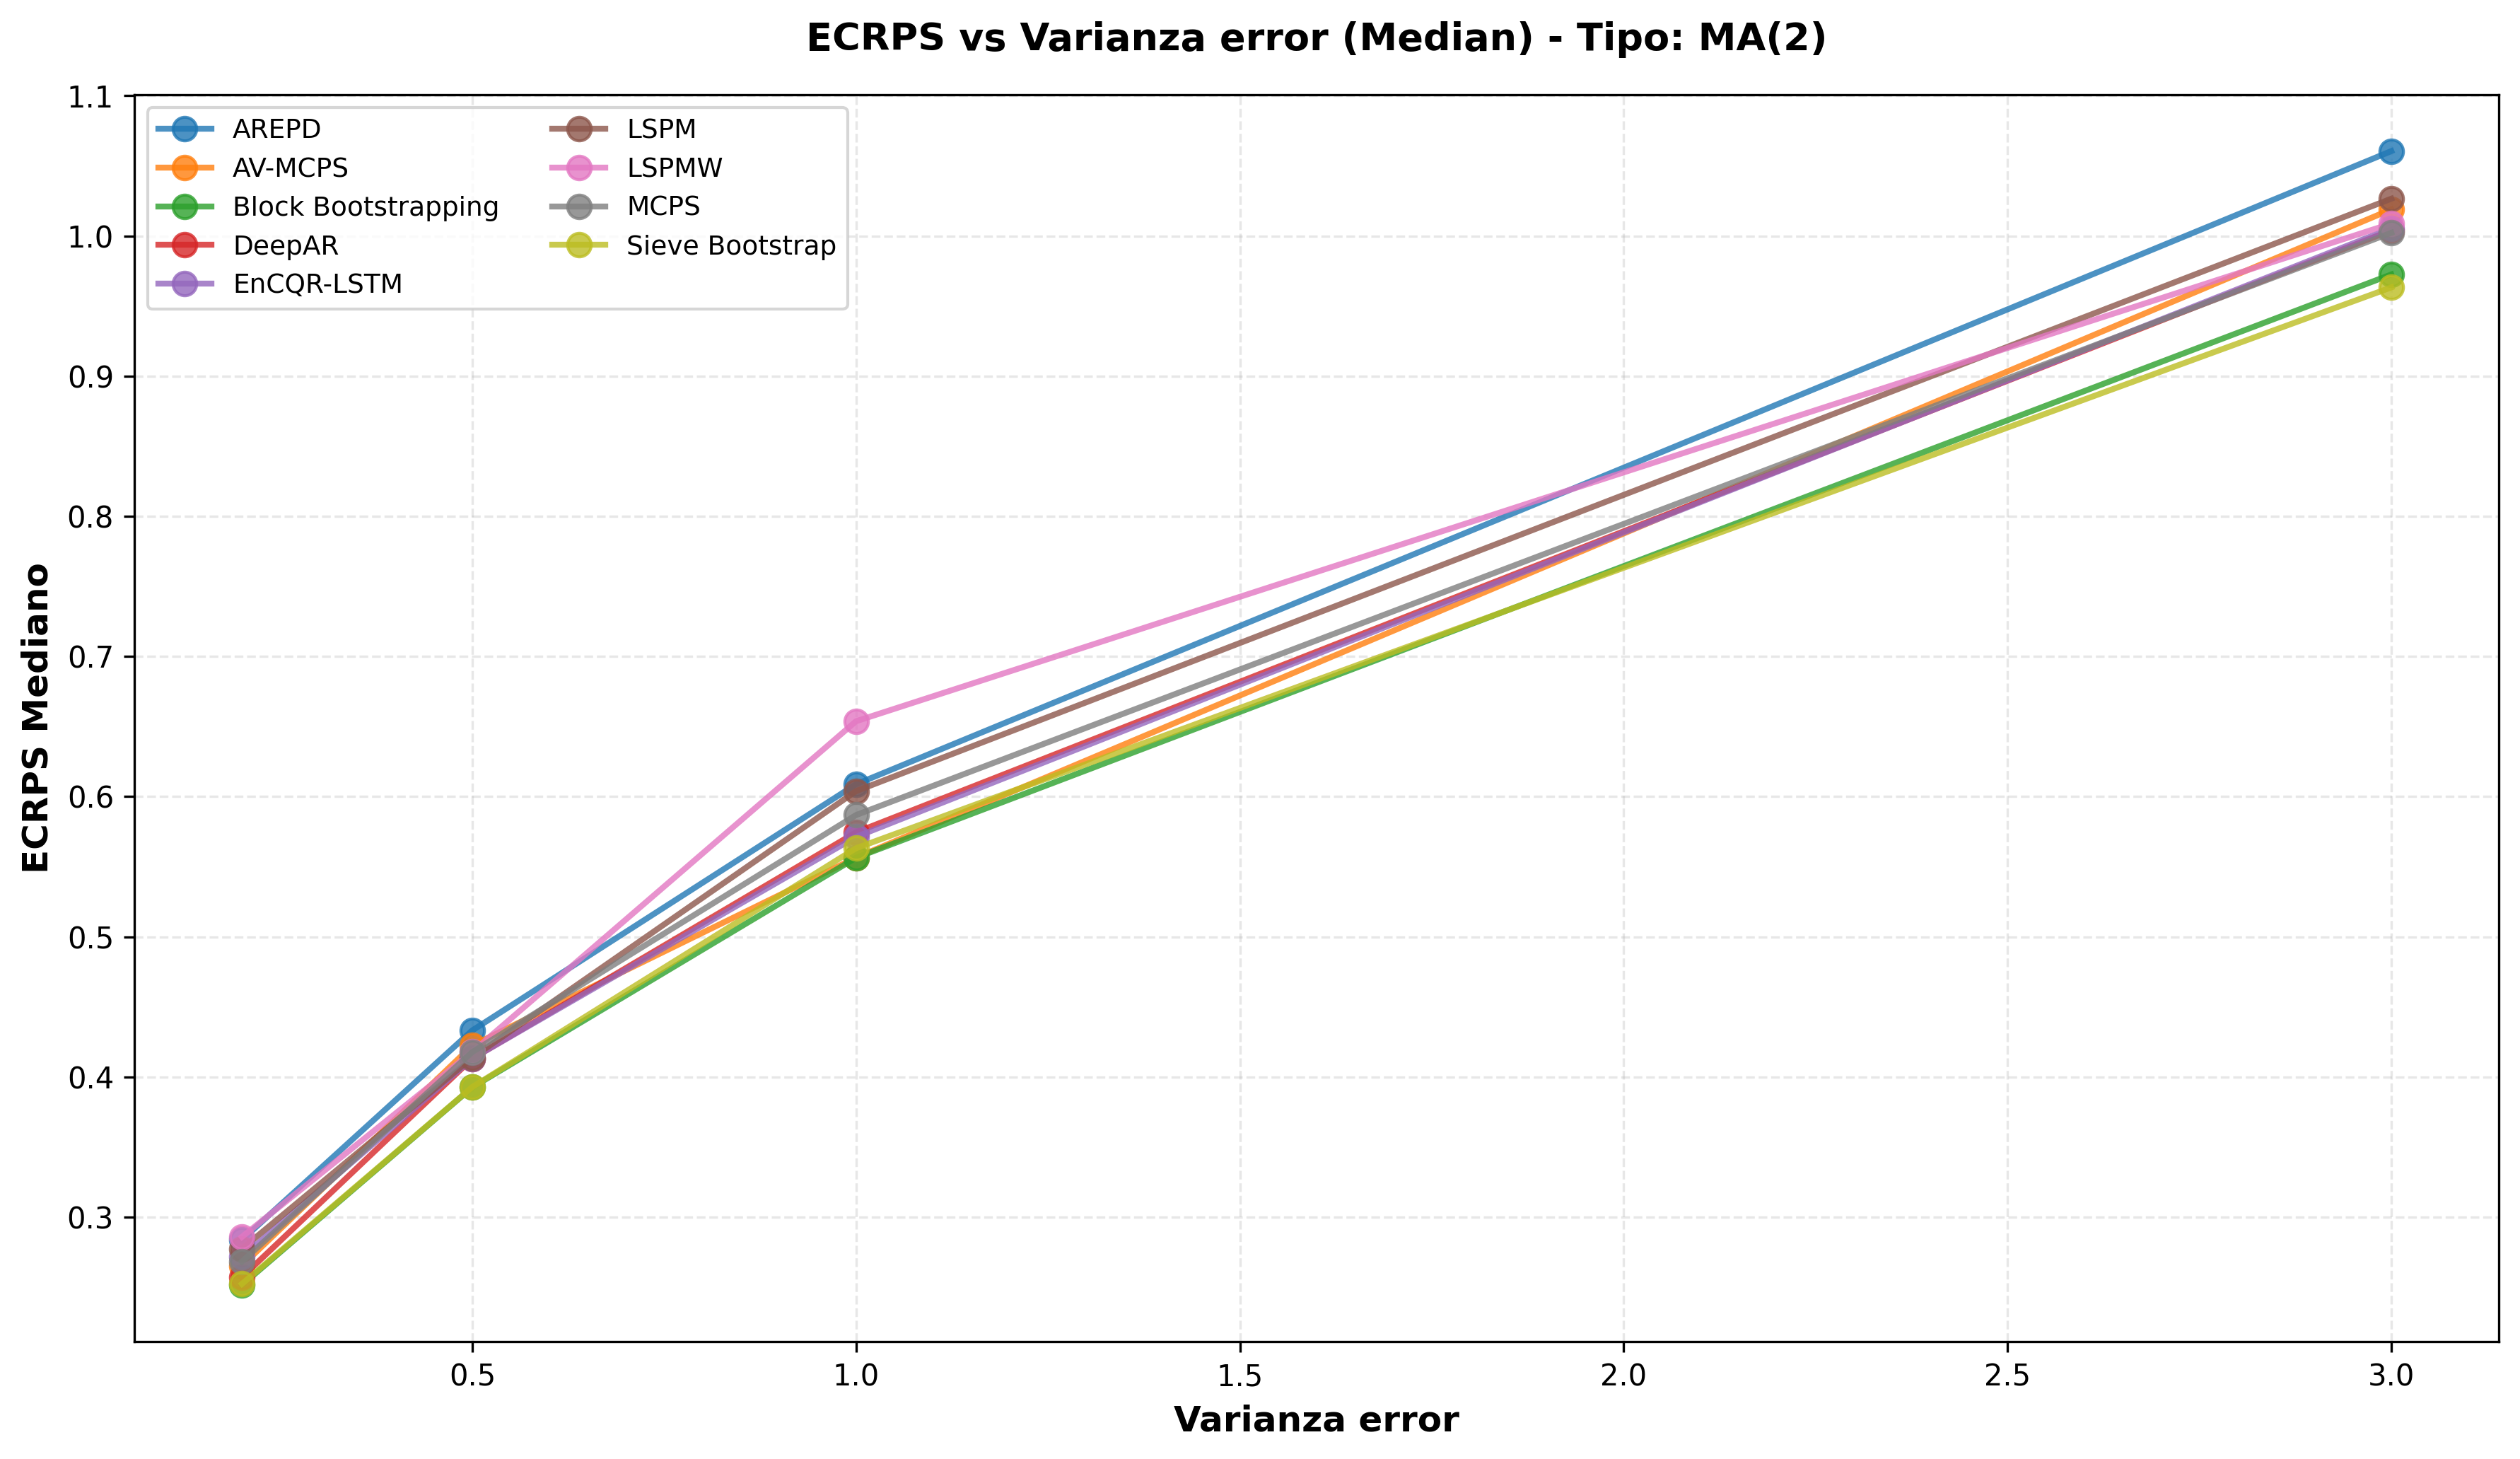 ECRPS vs Varianza error (Median) - Tipo: MA(2)
AREPD
AV-MCPS
Block Bootstrapping
DeepAR
EnCQR-LSTM
LSPM
LSPMW
MCPS
Sieve Bootstrap
ECRPS Mediano
1.1
1.0
0.9
0.8
0.7
0.6
0.5
0.4
0.3
0.5
1.0
1.5
2.0
2.5
3.0
Varianza error